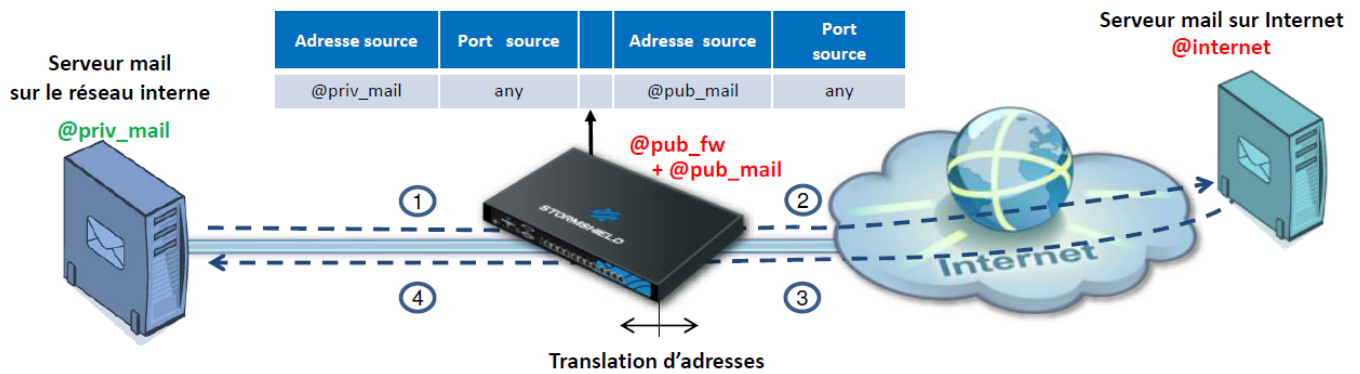 Serveur mail
sur le réseau interne
@priv_mail
Adresse source
Port source
Adresse source
Port
source
@priv_mail
any
@pub_mail
any
Serveur mail sur Internet
@internet
@pub_fw
+ @pub_mail
1
2
STORMSHIELD
Internet
4
3
Translation d'adresses